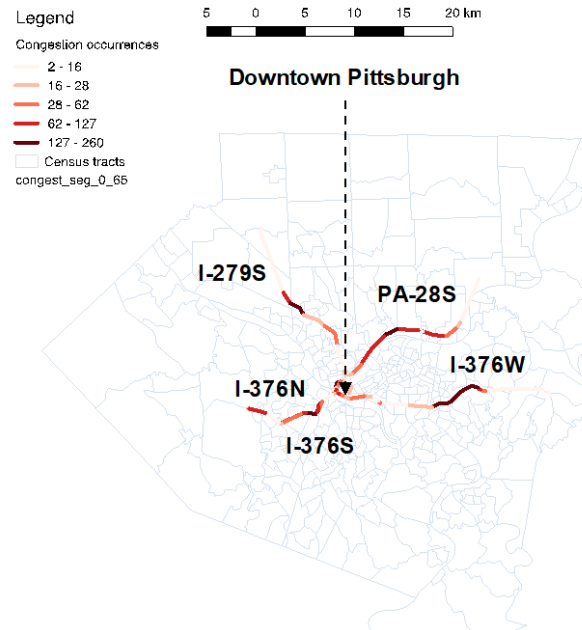 Legend
Congestion occurrences
2 - 16
16 - 28
28 - 62
62 - 127
127 - 260
Census tracts
congest_seg_0_65
5 0 5 10 15 20 km
Downtown Pittsburgh
I-279S
PA-28S
I-376W
I-376N
I-376S